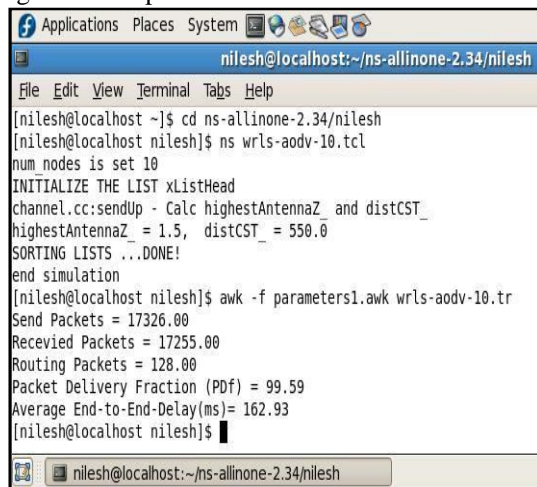 Applications Places System
nilesh@localhost:~/ns-allinone-2.34/nilesh
File Edit View Terminal Tabs Help
[nilesh@localhost ~]$ cd ns-allinone-2.34/nilesh
[nilesh@localhost nilesh]$ ns wrls-aodv-10.tcl
num_nodes is set 10
INITIALIZE THE LIST xListHead
channel.cc:sendUp - Calc highestAntennaZ_ and distCST_
highestAntennaZ_ = 1.5,  distCST_ = 550.0
SORTING LISTS ...DONE!
end simulation
[nilesh@localhost nilesh]$ awk -f parameters1.awk wrls-aodv-10.tr
Send Packets = 17326.00
Recevied Packets = 17255.00
Routing Packets = 128.00
Packet Delivery Fraction (PDf) = 99.59
Average End-to-End-Delay(ms)= 162.93
[nilesh@localhost nilesh]$
nilesh@localhost:~/ns-allinone-2.34/nilesh